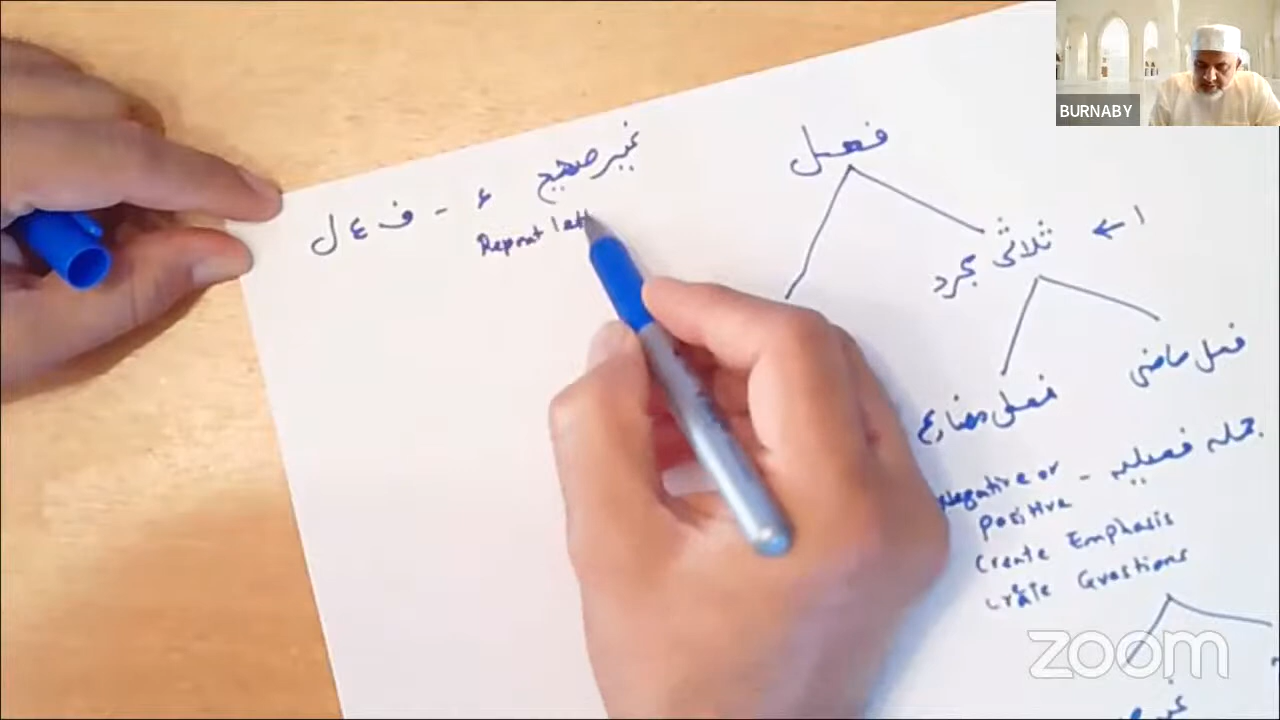 BURNABY
فعل
١ ← ثلاثی مجرد
فعل ماضی
فعل مضارع
جملہ فعلیہ - Negative or
positive
Create Emphasis
Create Questions
غیر صحیح ء - ف ع ل
Repeat lett
zoom